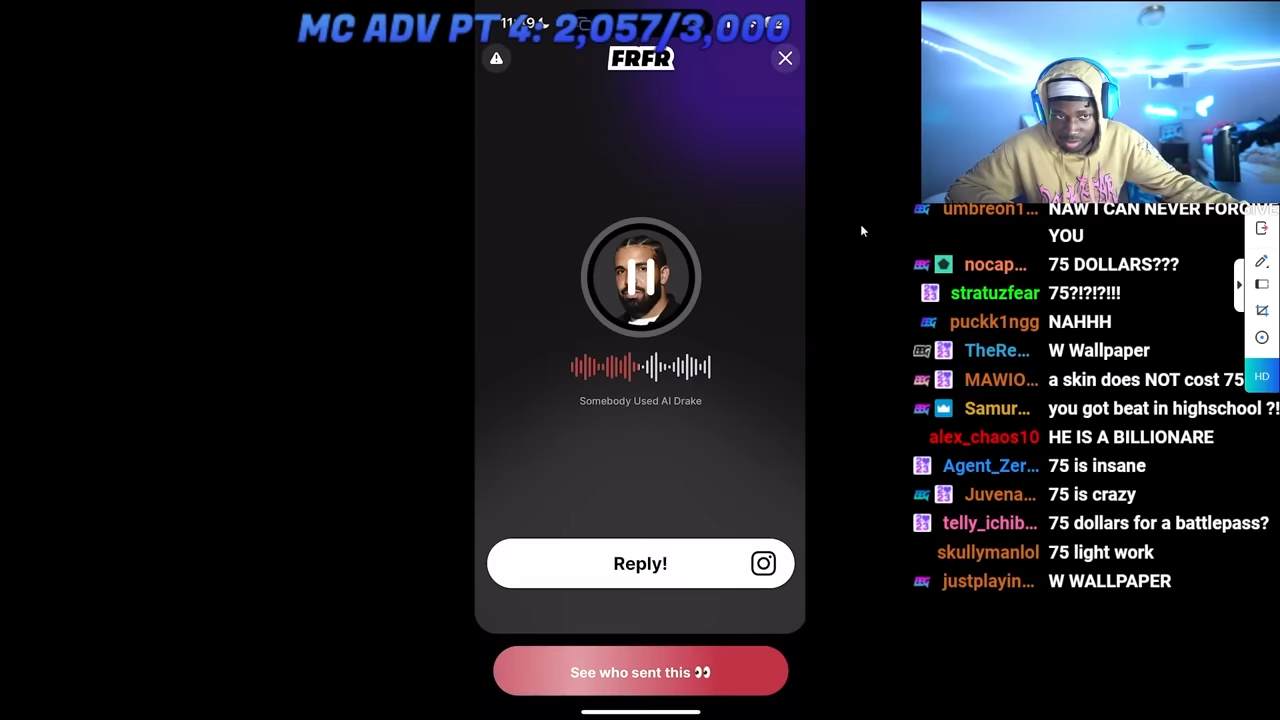 MC ADV PT 4: 2,057/3,000
FRFR
Somebody Used AI Drake
Reply!
See who sent this 👀
umbreon1… NAW I CAN NEVER FORGIVE
YOU
nocap… 75 DOLLARS???
stratuzfear 75?!?!?!!!
puckk1ngg NAHHH
TheRe… W Wallpaper
MAWIO… a skin does NOT cost 75
Samur… you got beat in highschool ?!
alex_chaos10 HE IS A BILLIONARE
Agent_Zer… 75 is insane
Juvena… 75 is crazy
telly_ichib… 75 dollars for a battlepass?
skullymanlol 75 light work
justplayin… W WALLPAPER
HD